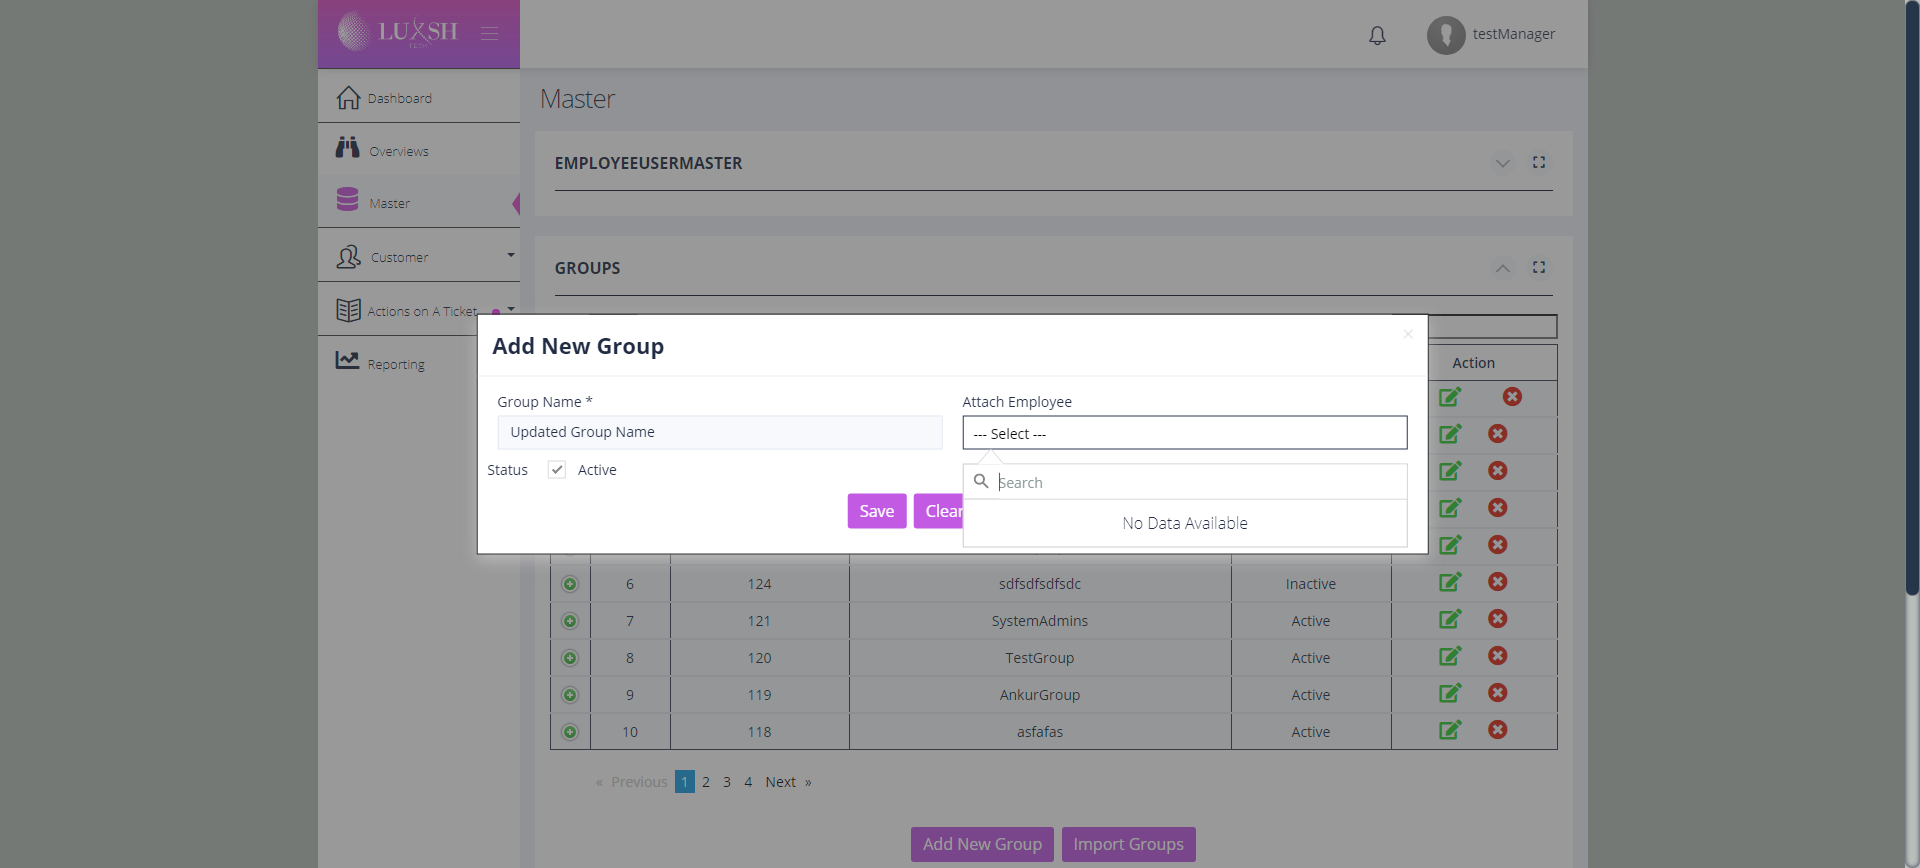 LUXSH
testManager
Dashboard
Overviews
Master
Customer
Actions on A Ticket
Reporting
Master
EMPLOYEEUSERMASTER
GROUPS
Add New Group
×
Group Name *
Updated Group Name
Attach Employee
--- Select ---
Status
Active
Search
No Data Available
Save
Clear
Action
6 124 sdfsdfsdfsdc Inactive
7 121 SystemAdmins Active
8 120 TestGroup Active
9 119 AnkurGroup Active
10 118 asfafas Active
« Previous 1 2 3 4 Next »
Add New Group
Import Groups